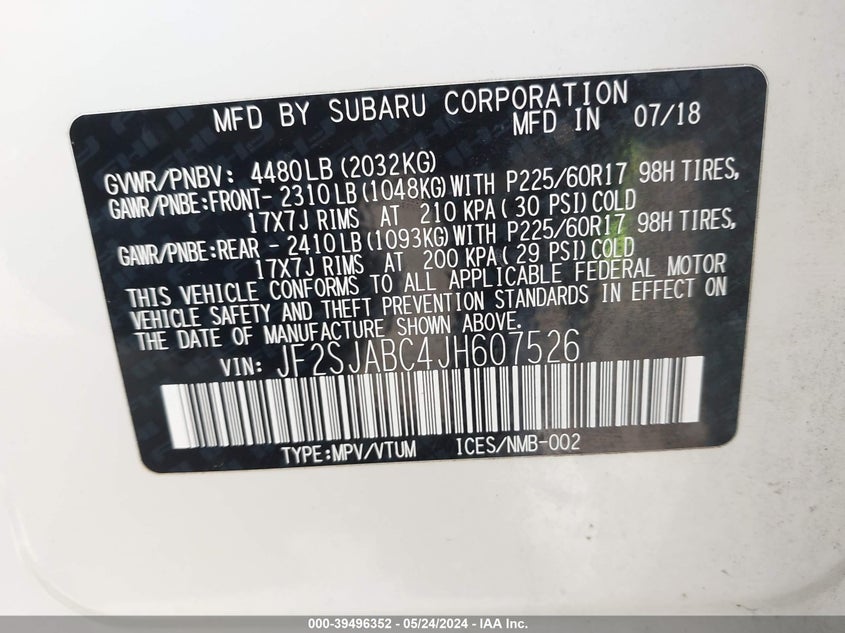 MFD BY SUBARU CORPORATION
MFD IN 07/18
GVWR/PNBV: 4480LB (2032KG)
GAWR/PNBE:FRONT- 2310LB (1048KG)WITH P225/60R17 98H TIRES,
17X7J RIMS AT 210 KPA ( 30 PSI) COLD
GAWR/PNBE:REAR - 2410LB (1093KG)WITH P225/60R17 98H TIRES,
17X7J RIMS AT 200 KPA ( 29 PSI) COLD
THIS VEHICLE CONFORMS TO ALL APPLICABLE FEDERAL MOTOR
VEHICLE SAFETY AND THEFT PREVENTION STANDARDS IN EFFECT ON
THE DATE OF MANUFACTURE SHOWN ABOVE.
VIN: JF2SJABC4JH607526
TYPE:MPV/VTUM ICES/NMB-002
000-39496352 - 05/24/2024 - IAA Inc.